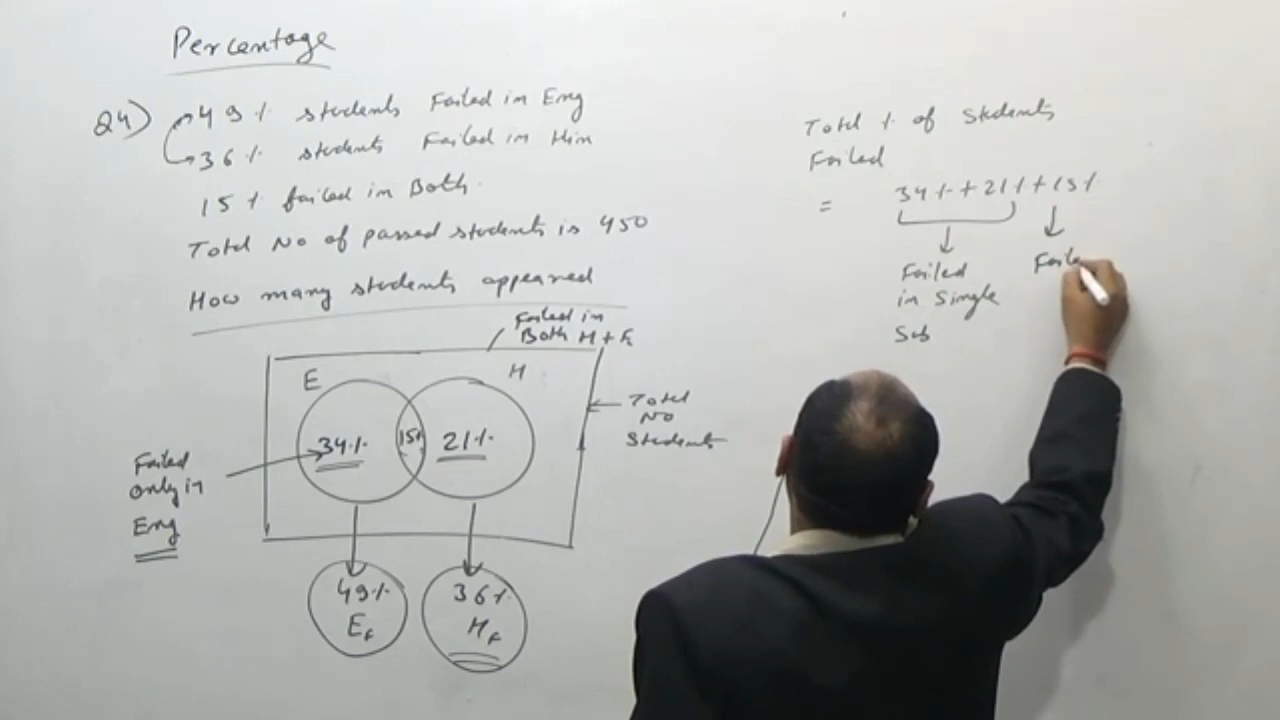 Percentage
Q4) 49% students Failed in Eng
36% students Failed in Hin
15% failed in Both.
Total No of passed students is 450
How many students appeared
Failed in
Both H + E
E
H
34%
15%
21%
Total
No
Students
Failed
only in
Eng
49%
EF
36%
HF
Total % of Students
Failed
= 34% + 21% + 15%
Failed
in Single
Sub
Faile